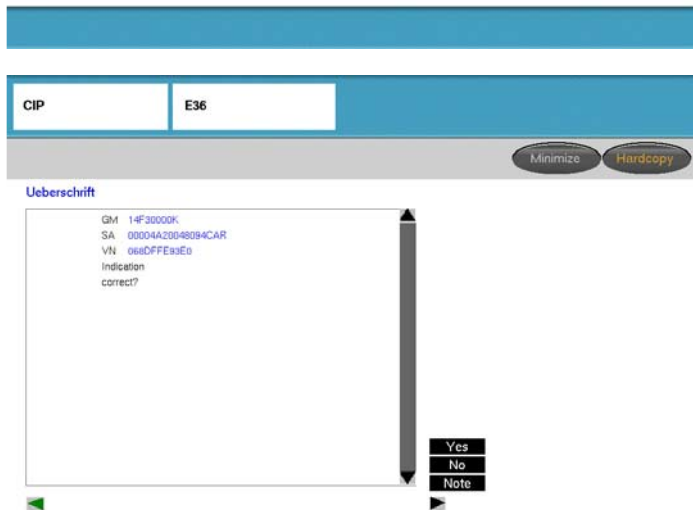 CIP E36
Minimize Hardcopy
Ueberschrift
GM 14F30000K
SA 00004A20048094CAR
VN 068DFFE93E0
Indication
correct?
Yes
No
Note